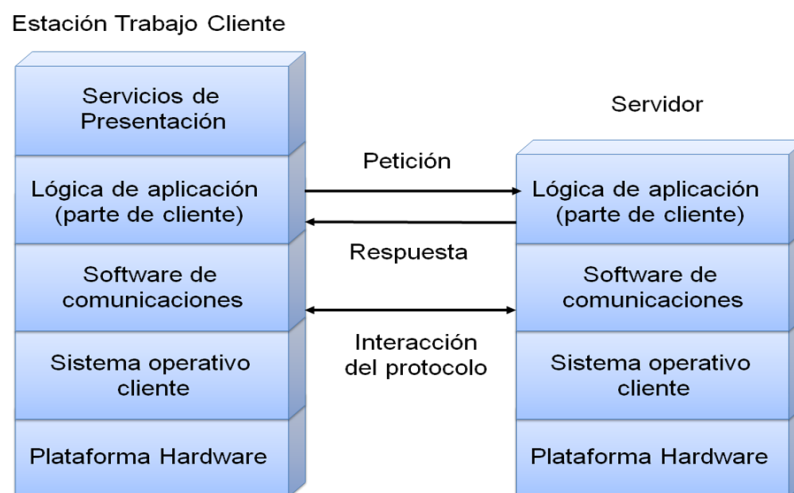 Estación Trabajo Cliente
Servicios de
Presentación
Lógica de aplicación
(parte de cliente)
Software de
comunicaciones
Sistema operativo
cliente
Plataforma Hardware
Petición
Respuesta
Interacción
del protocolo
Servidor
Lógica de aplicación
(parte de cliente)
Software de
comunicaciones
Sistema operativo
cliente
Plataforma Hardware